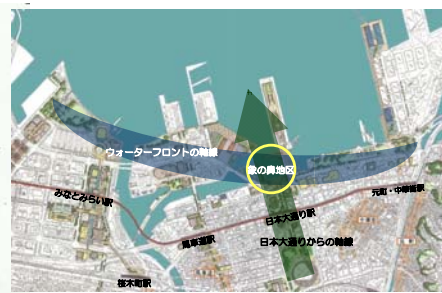 ウォーターフロントの軸線
象の鼻地区
みなとみらい駅
元町・中華街駅
日本大通り駅
馬車道駅
日本大通りからの軸線
桜木町駅